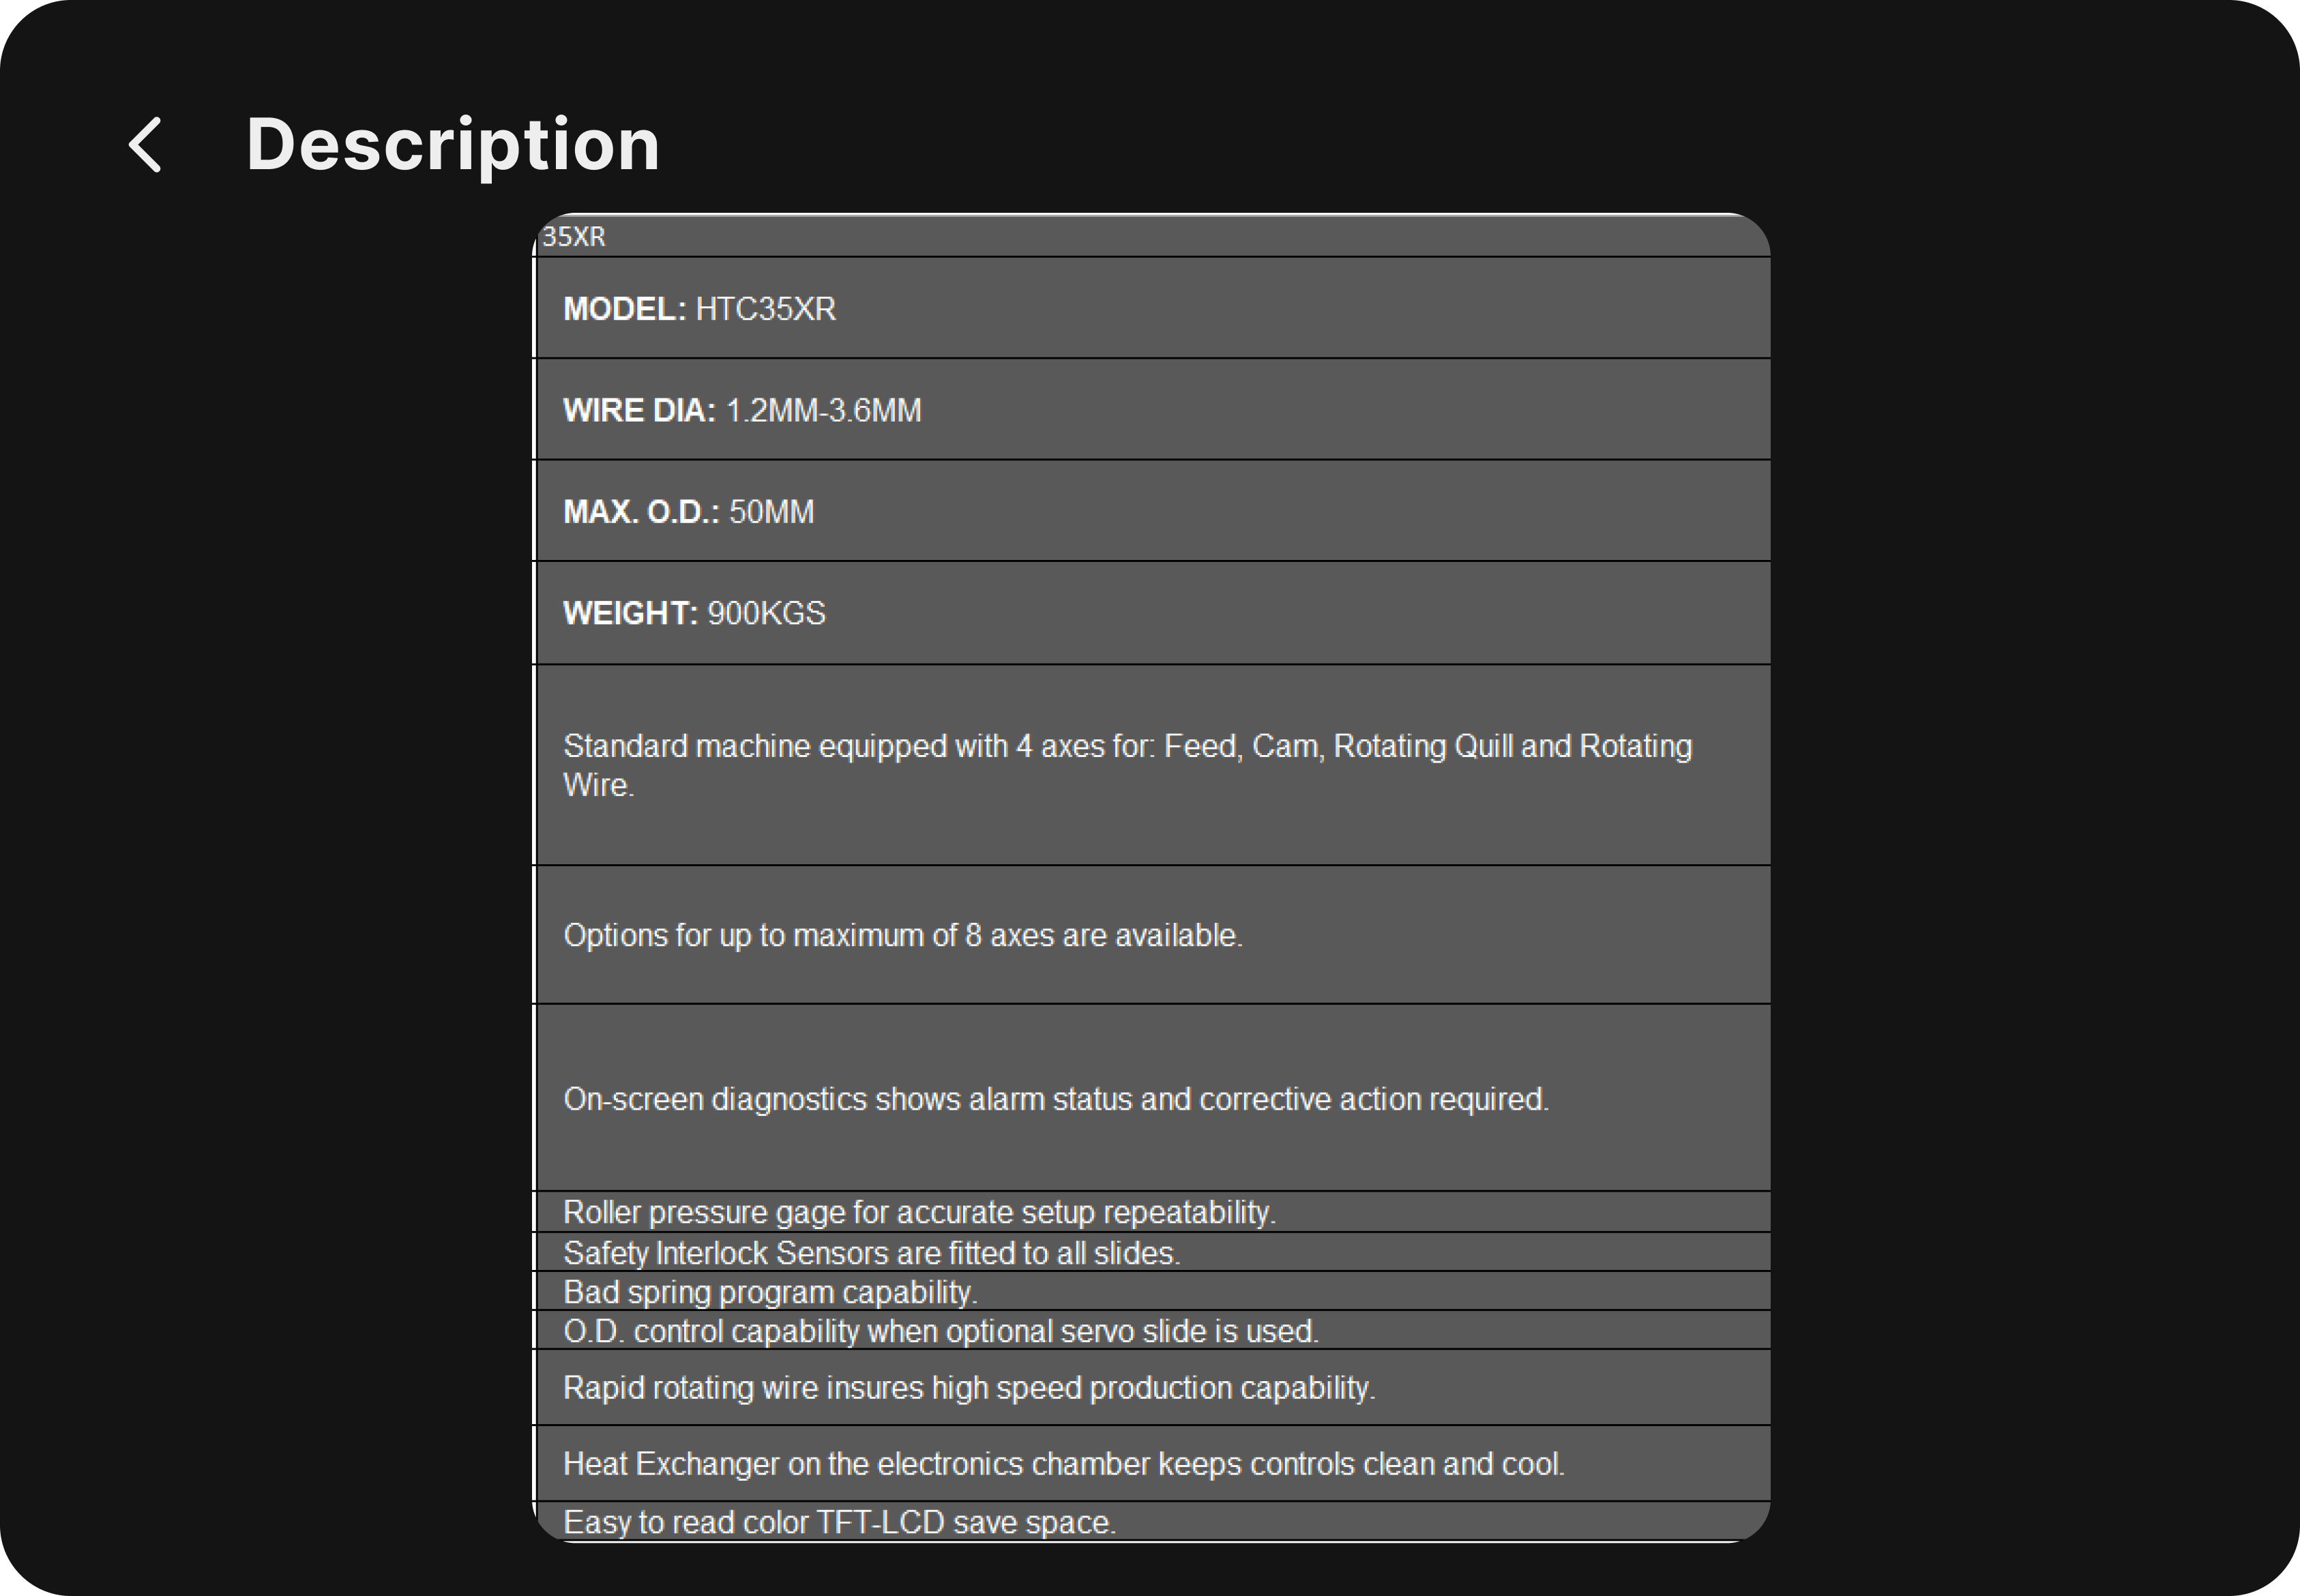 Description
35XR
MODEL: HTC35XR
WIRE DIA: 1.2MM-3.6MM
MAX. O.D.: 50MM
WEIGHT: 900KGS
Standard machine equipped with 4 axes for: Feed, Cam, Rotating Quill and Rotating
Wire.
Options for up to maximum of 8 axes are available.
On-screen diagnostics shows alarm status and corrective action required.
Roller pressure gage for accurate setup repeatability.
Safety Interlock Sensors are fitted to all slides.
Bad spring program capability.
O.D. control capability when optional servo slide is used.
Rapid rotating wire insures high speed production capability.
Heat Exchanger on the electronics chamber keeps controls clean and cool.
Easy to read color TFT-LCD save space.